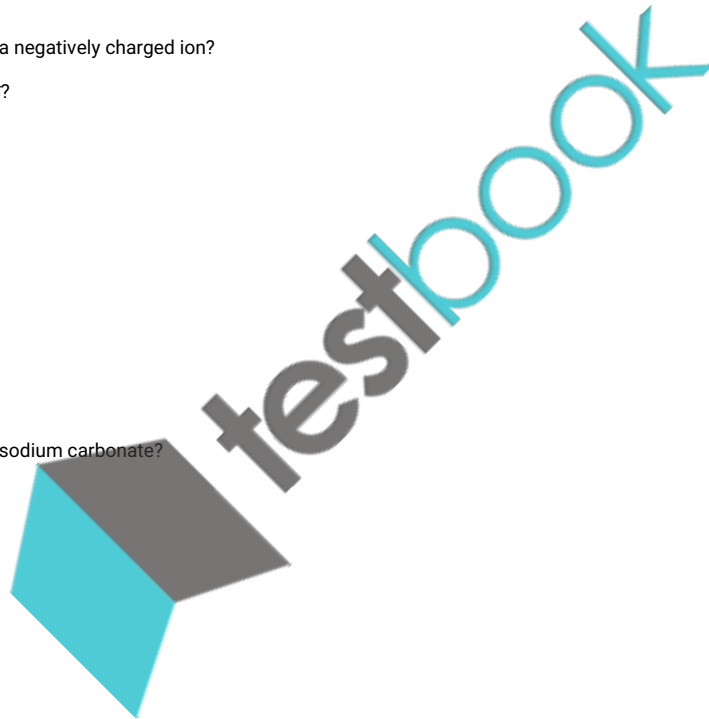 a negatively charged ion?
?
sodium carbonate?
testbook